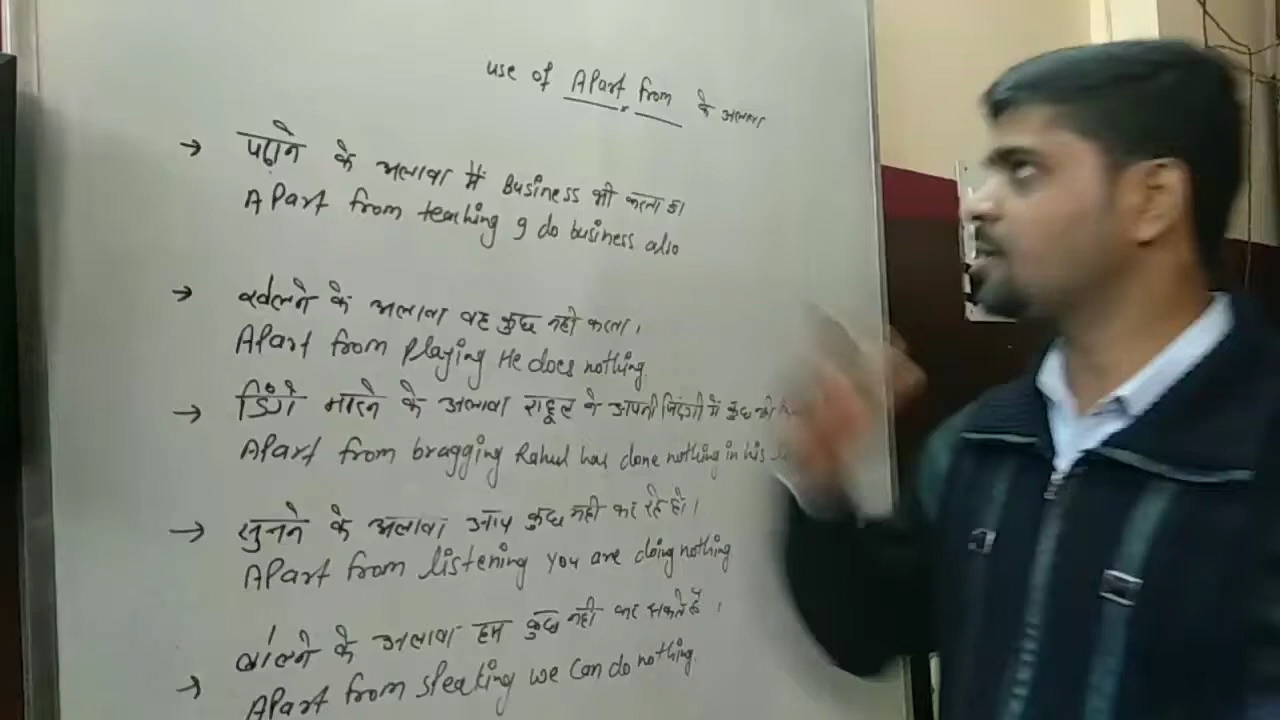 use of Apart from के अलावा
→ पढ़ाने के अलावा मैं Business भी करता हूँ।
Apart from teaching I do business also
→ खेलने के अलावा वह कुछ नही करता।
Apart from Playing He does nothing
→ डिंगे मारने के अलावा राहूल ने अपनी जिंदगी में कुछ
Apart from bragging Rahul has done nothing in his
→ सुनने के अलावा आप कुछ नही कर रहे हो।
Apart from listening you are doing nothing
→ बोलने के अलावा हम कुछ नही कर सकते हैं।
Apart from speaking we can do nothing.